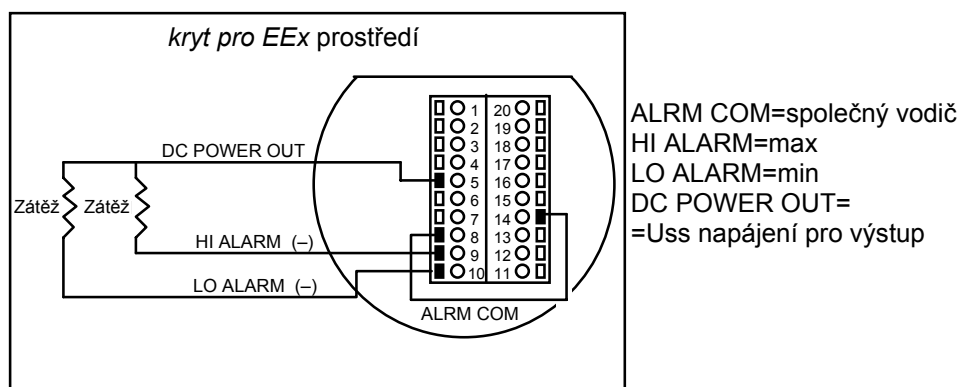 kryt pro EEx prostředí
DC POWER OUT
Zátěž Zátěž
HI ALARM (–)
LO ALARM (–)
ALRM COM
1 20
2 19
3 18
4 17
5 16
6 15
7 14
8 13
9 12
10 11
ALRM COM=společný vodič
HI ALARM=max
LO ALARM=min
DC POWER OUT=
=Uss napájení pro výstup